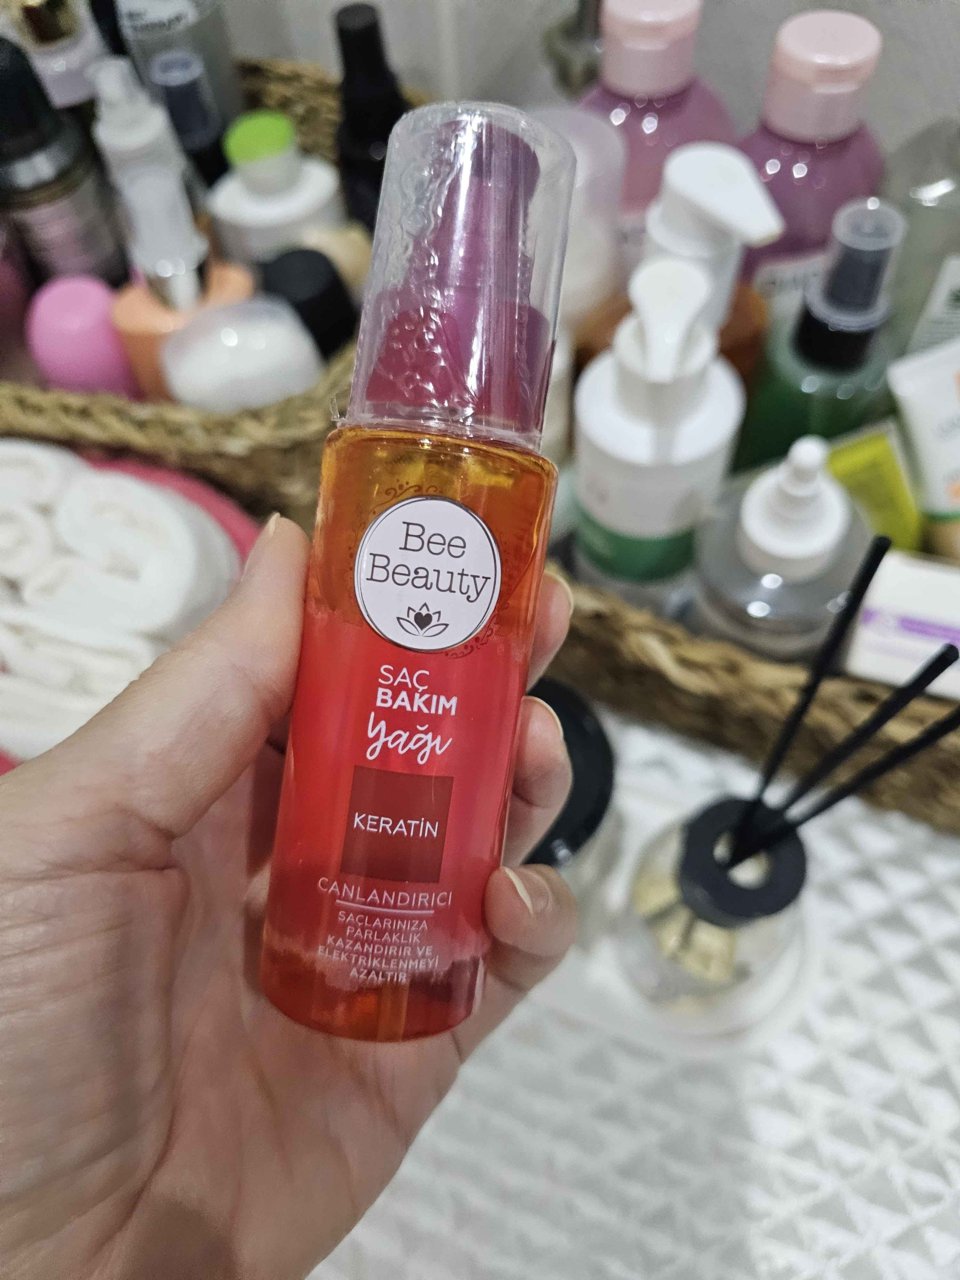 Bee
Beauty
SAÇ
BAKIM
Yağı
KERATİN
CANLANDIRICI
SAÇLARINIZA
PARLAKLIK
KAZANDIRIR VE
ELEKTRİKLENMEYİ
AZALTIR